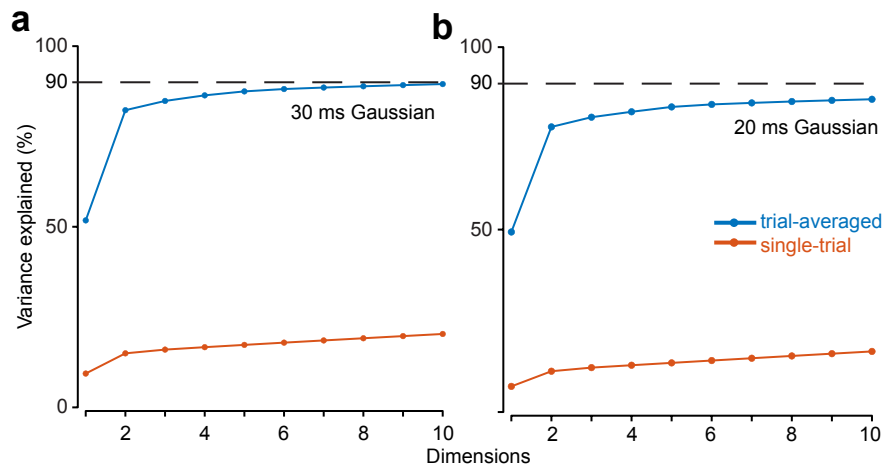 a
100
90
50
0
Variance explained (%)
30 ms Gaussian
2
4
6
8
10
b
100
90
50
20 ms Gaussian
trial-averaged
single-trial
2
4
6
8
10
Dimensions